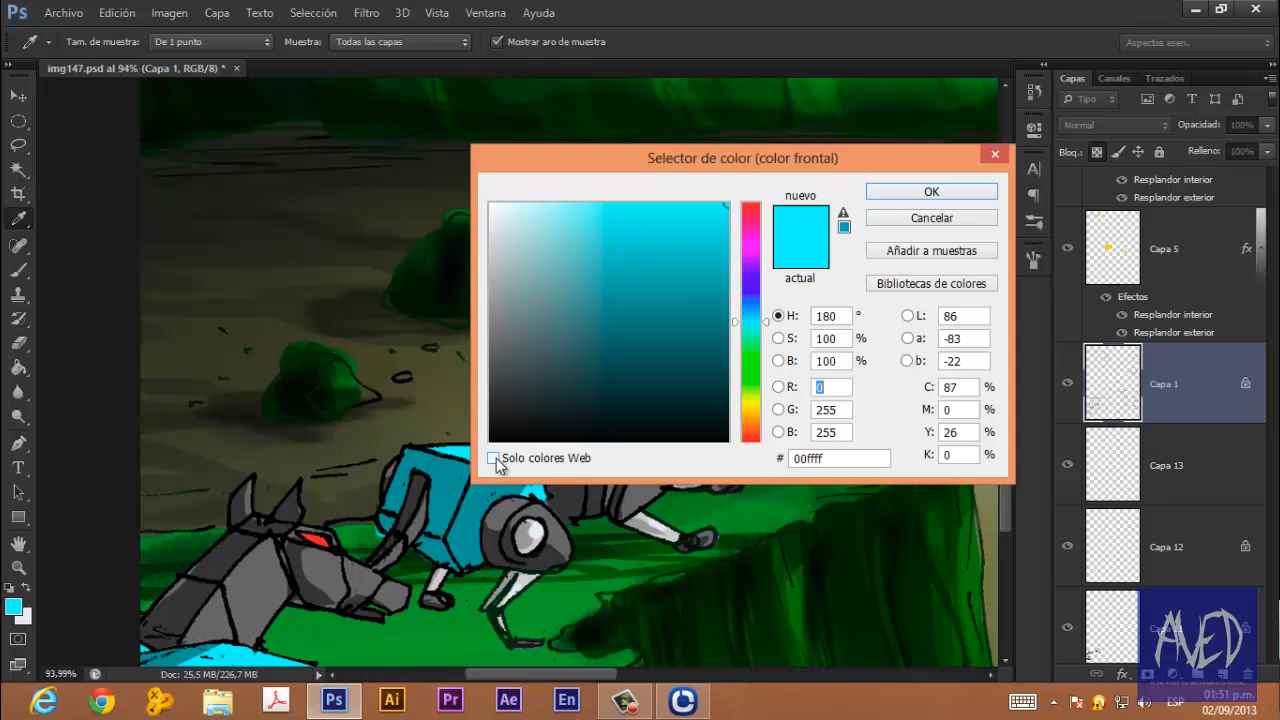 Ps Archivo Edición Imagen Capa Texto Selección Filtro 3D Vista Ventana Ayuda
Tam. de muestra: De 1 punto Muestra: Todas las capas Mostrar aro de muestra Aspectos esen.
img147.psd al 94% (Capa 1, RGB/8) * ×
Capas Canales Trazados
Tipo
Normal Opacidad: 100%
Bloq.: Relleno: 100%
Resplandor interior
Resplandor interior
Capa 5 fx
Efectos
Resplandor interior
Resplandor interior
Capa 1
Capa 13
Capa 12
Selector de color (color frontal)
nuevo
actual
OK
Cancelar
Añadir a muestras
Bibliotecas de colores
H: 180 ° L: 86
S: 100 % a: -83
B: 100 % b: -22
R: 0 C: 87 %
G: 255 M: 0 %
B: 255 Y: 26 %
# 00ffff K: 0 %
Solo colores Web
AVED
93,99% Doc: 25,5 MB/226,7 MB
Ps Ai Pr Ae En
ESP
01:51 p.m.
02/09/2013